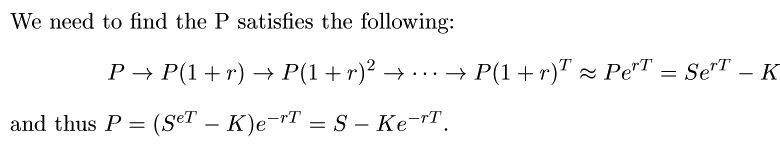 We need to find the P satisfies the following:
P → P(1 + r) → P(1 + r)² → ⋯ → P(1 + r)^T ≈ Pe^{rT} = Se^{rT} − K
and thus P = (S^{eT} − K)e^{−rT} = S − Ke^{−rT}.